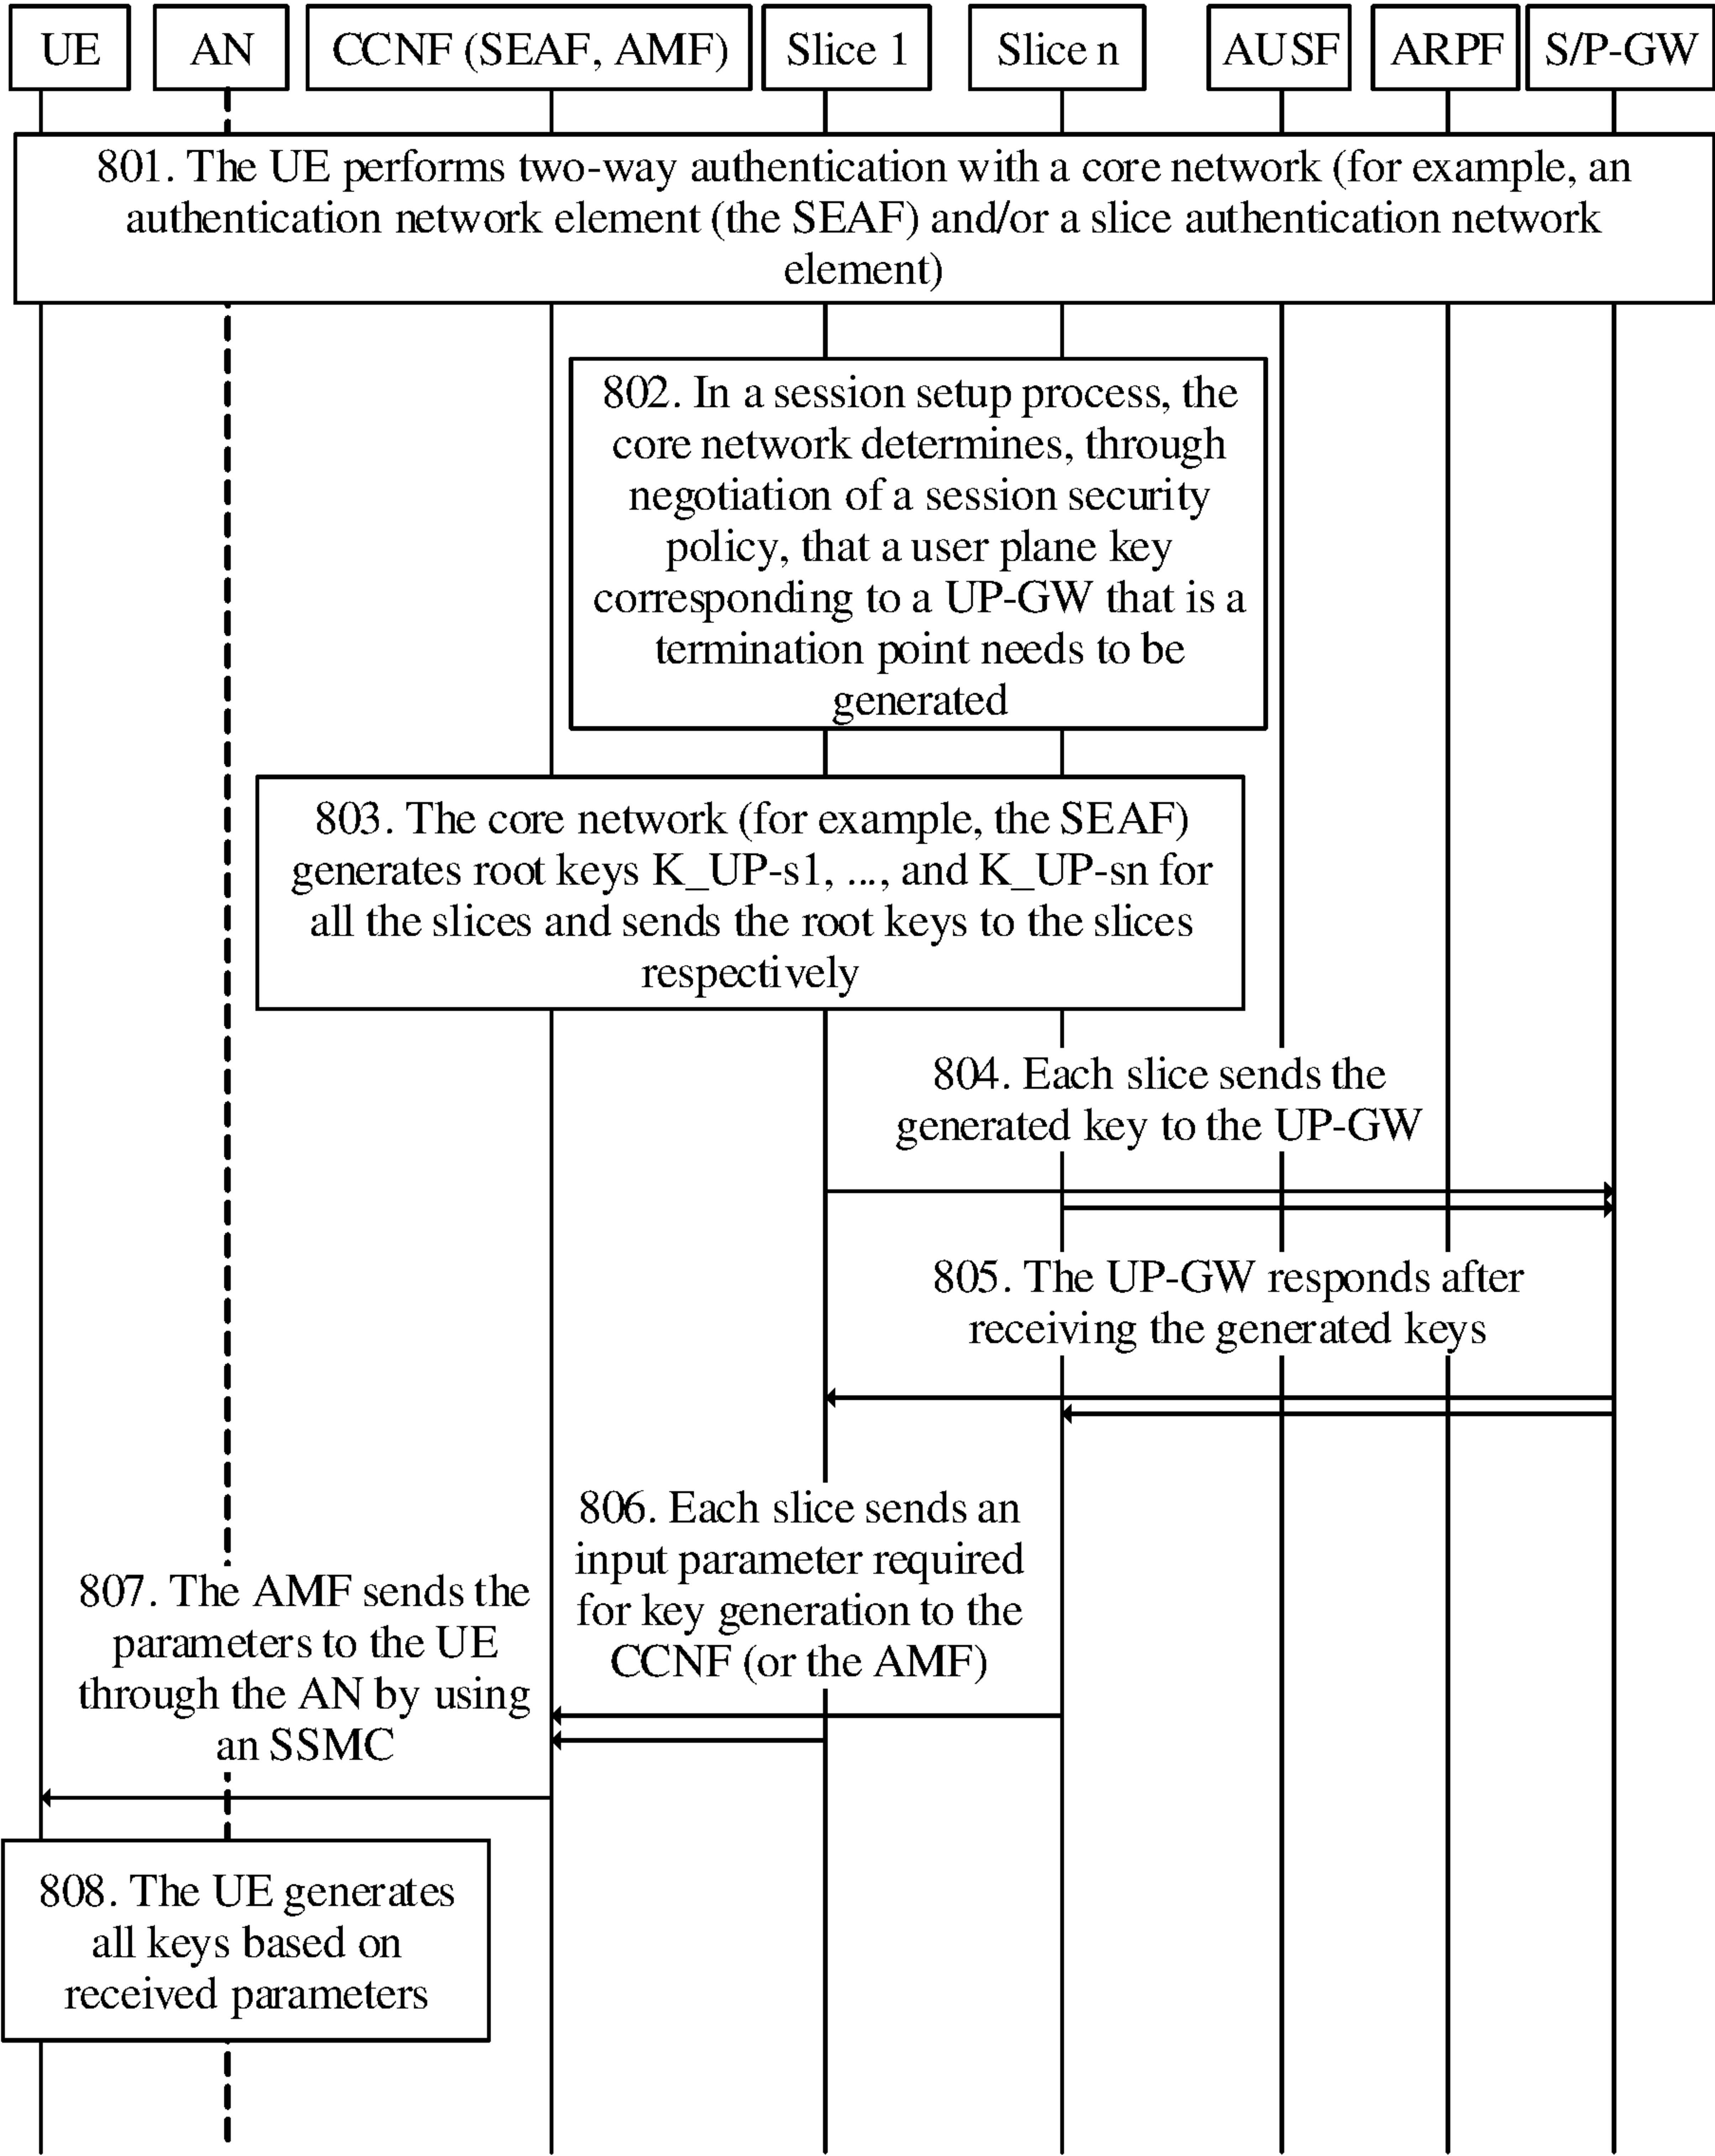 UE
AN
CCNF (SEAF, AMF)
Slice 1
Slice n
AUSF
ARPF
S/P-GW
801. The UE performs two-way authentication with a core network (for example, an
authentication network element (the SEAF) and/or a slice authentication network
element)
802. In a session setup process, the
core network determines, through
negotiation of a session security
policy, that a user plane key
corresponding to a UP-GW that is a
termination point needs to be
generated
803. The core network (for example, the SEAF)
generates root keys K_UP-s1, ..., and K_UP-sn for
all the slices and sends the root keys to the slices
respectively
804. Each slice sends the
generated key to the UP-GW
805. The UP-GW responds after
receiving the generated keys
806. Each slice sends an
input parameter required
for key generation to the
CCNF (or the AMF)
807. The AMF sends the
parameters to the UE
through the AN by using
an SSMC
808. The UE generates
all keys based on
received parameters